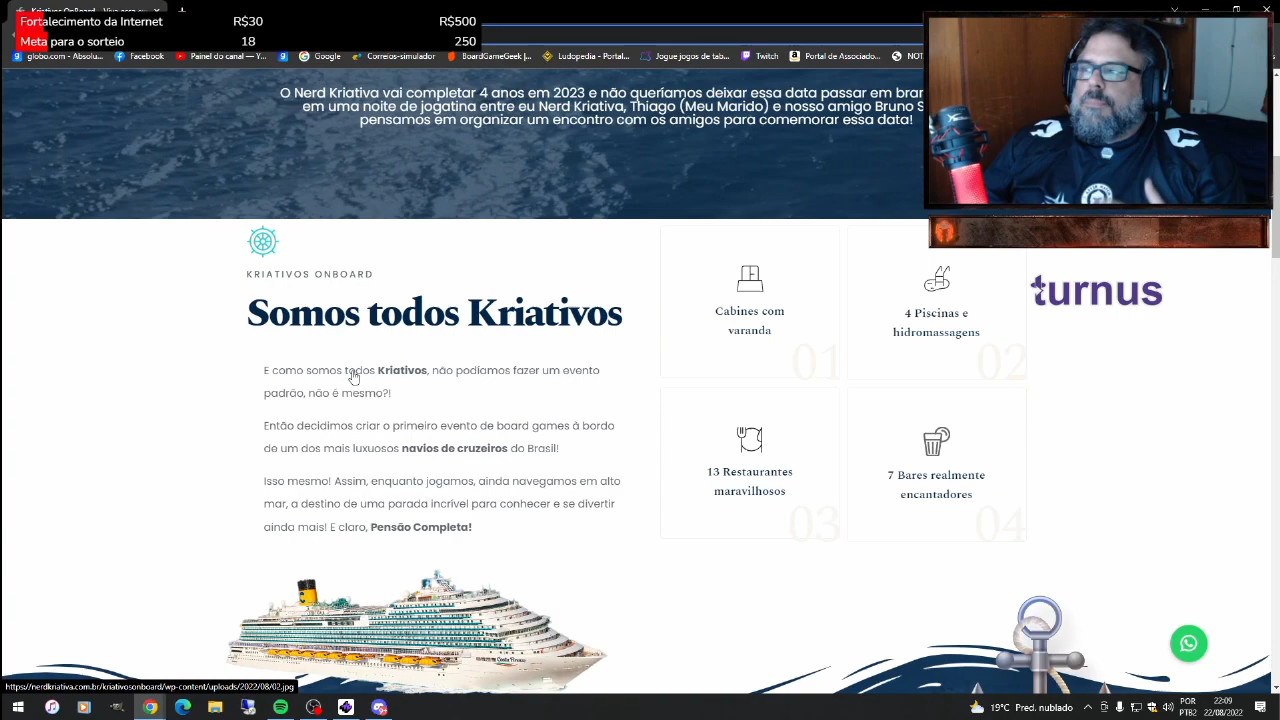 Kriativos OnBoard - Viva essa
Fortalecimento da Internet R$30 R$500
Meta para o sorteio 18 250
globo.com - Absolu... Facebook Painel do canal — Y... Google Correios-simulador BoardGameGeek |... Ludopedia - Portal... Jogue jogos de tab... Twitch Portal de Associado... NOT
O Nerd Kriativa vai completar 4 anos em 2023 e não queríamos deixar essa data passar em bran
em uma noite de jogatina entre eu Nerd Kriativa, Thiago (Meu Marido) e nosso amigo Bruno S
pensamos em organizar um encontro com os amigos para comemorar essa data!
KRIATIVOS ONBOARD
Somos todos Kriativos
E como somos todos Kriativos, não podíamos fazer um evento
padrão, não é mesmo?!
Então decidimos criar o primeiro evento de board games à bordo
de um dos mais luxuosos navios de cruzeiros do Brasil!
Isso mesmo! Assim, enquanto jogamos, ainda navegamos em alto
mar, a destino de uma parada incrível para conhecer e se divertir
ainda mais! E claro, Pensão Completa!
Cabines com
varanda
01
4 Piscinas e
hidromassagens
02
13 Restaurantes
maravilhosos
03
7 Bares realmente
encantadores
04
turnus
https://nerdkriativa.com.br/kriativosonboard/wp-content/uploads/2022/08/02.jpg
19°C Pred. nublado
POR
PTB2
22:09
22/08/2022